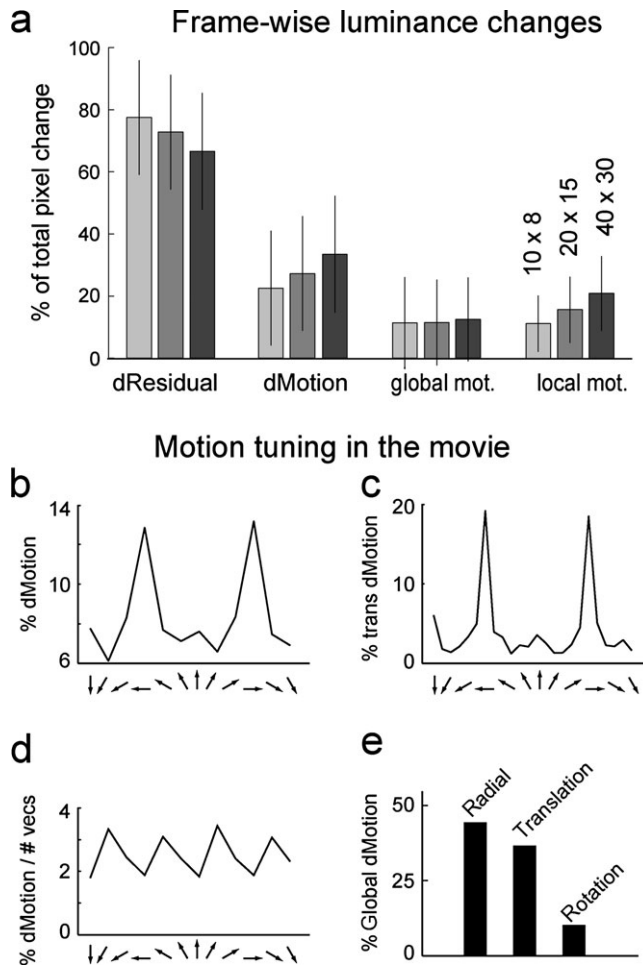 a Frame-wise luminance changes
100
80
60
40
20
0
% of total pixel change
10 x 8
20 x 15
40 x 30
dResidual dMotion global mot. local mot.
Motion tuning in the movie
b
14
10
6
% dMotion
c
20
10
0
% trans dMotion
d
4
2
0
% dMotion / # vecs
e
50
25
0
% Global dMotion
Radial
Translation
Rotation